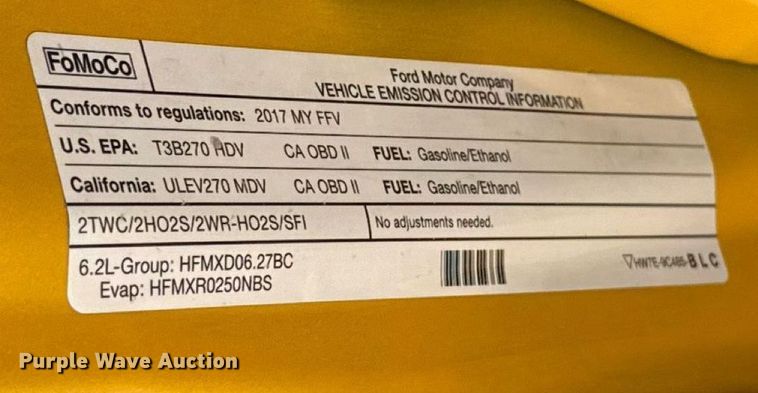 FoMoCo
Ford Motor Company
VEHICLE EMISSION CONTROL INFORMATION
Conforms to regulations: 2017 MY FFV
U.S. EPA: T3B270 HDV CA OBD II FUEL: Gasoline/Ethanol
California: ULEV270 MDV CA OBD II FUEL: Gasoline/Ethanol
2TWC/2HO2S/2WR-HO2S/SFI No adjustments needed.
6.2L-Group: HFMXD06.27BC
Evap: HFMXR0250NBS
HW7E-9C485-BLC
Purple Wave Auction